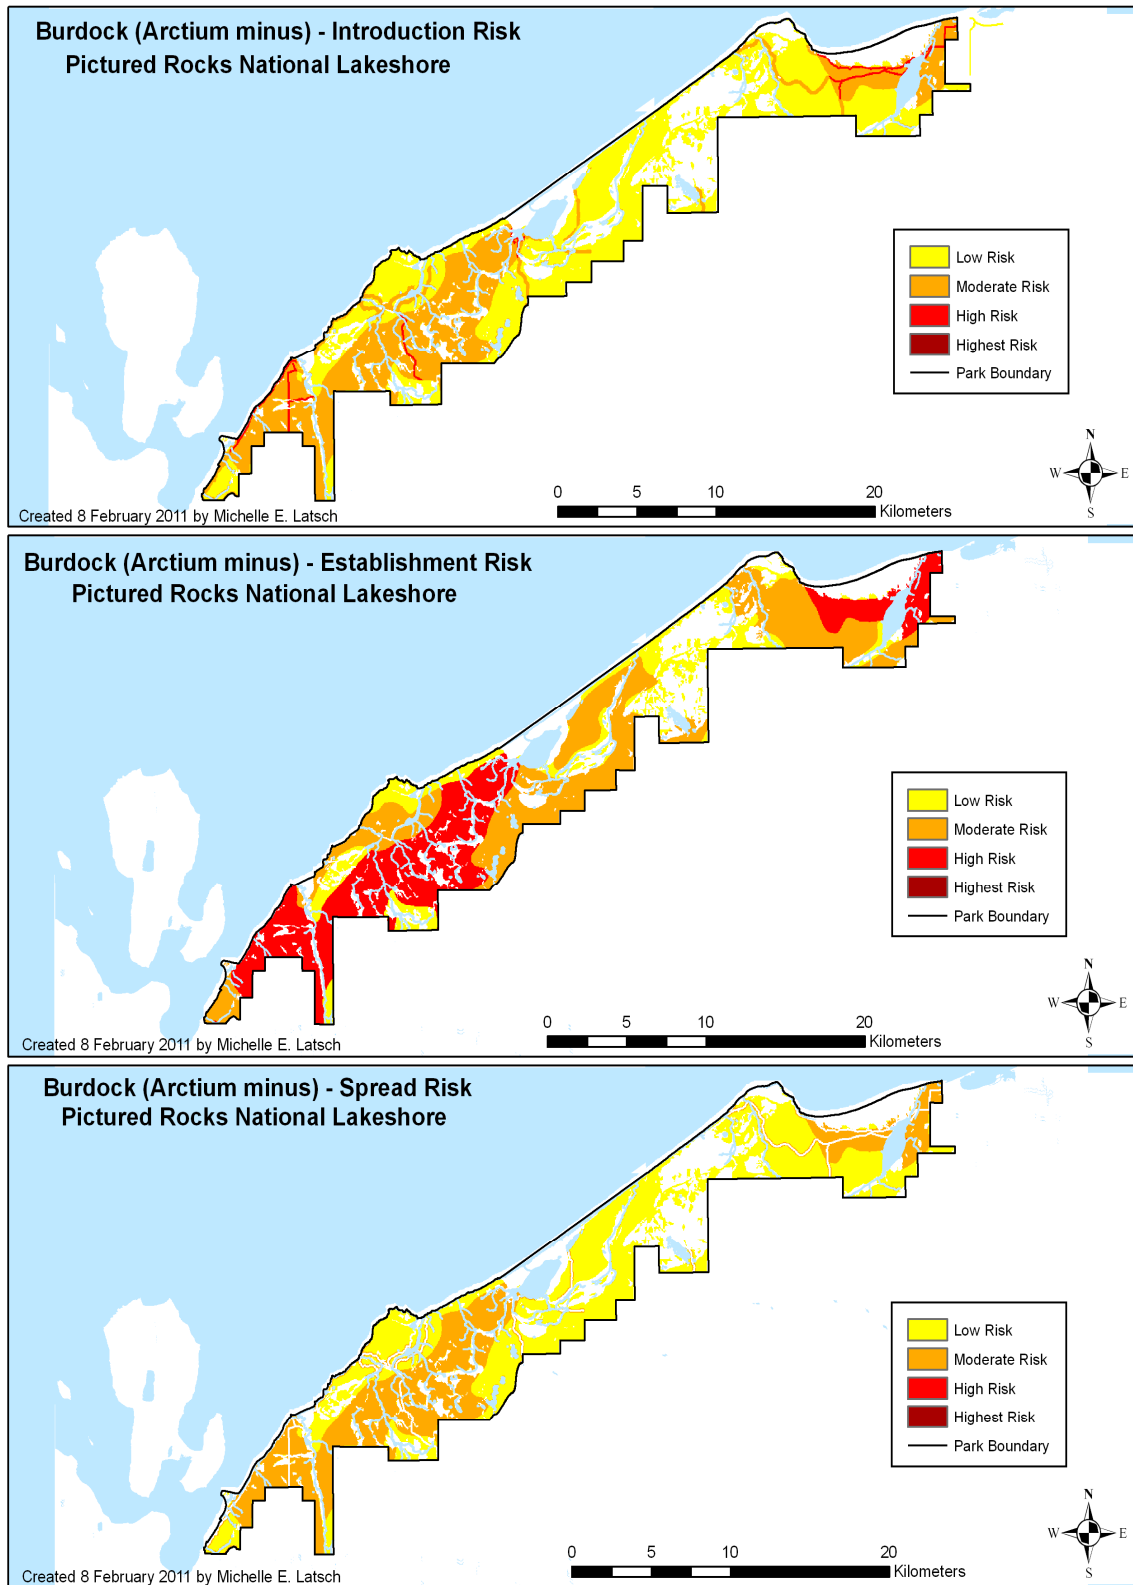 Burdock (Arctium minus) - Introduction Risk
Pictured Rocks National Lakeshore
Low Risk
Moderate Risk
High Risk
Highest Risk
Park Boundary
N
W E
S
0 5 10 20
Kilometers
Created 8 February 2011 by Michelle E. Latsch
Burdock (Arctium minus) - Establishment Risk
Pictured Rocks National Lakeshore
Low Risk
Moderate Risk
High Risk
Highest Risk
Park Boundary
N
W E
S
0 5 10 20
Kilometers
Created 8 February 2011 by Michelle E. Latsch
Burdock (Arctium minus) - Spread Risk
Pictured Rocks National Lakeshore
Low Risk
Moderate Risk
High Risk
Highest Risk
Park Boundary
N
W E
S
0 5 10 20
Kilometers
Created 8 February 2011 by Michelle E. Latsch